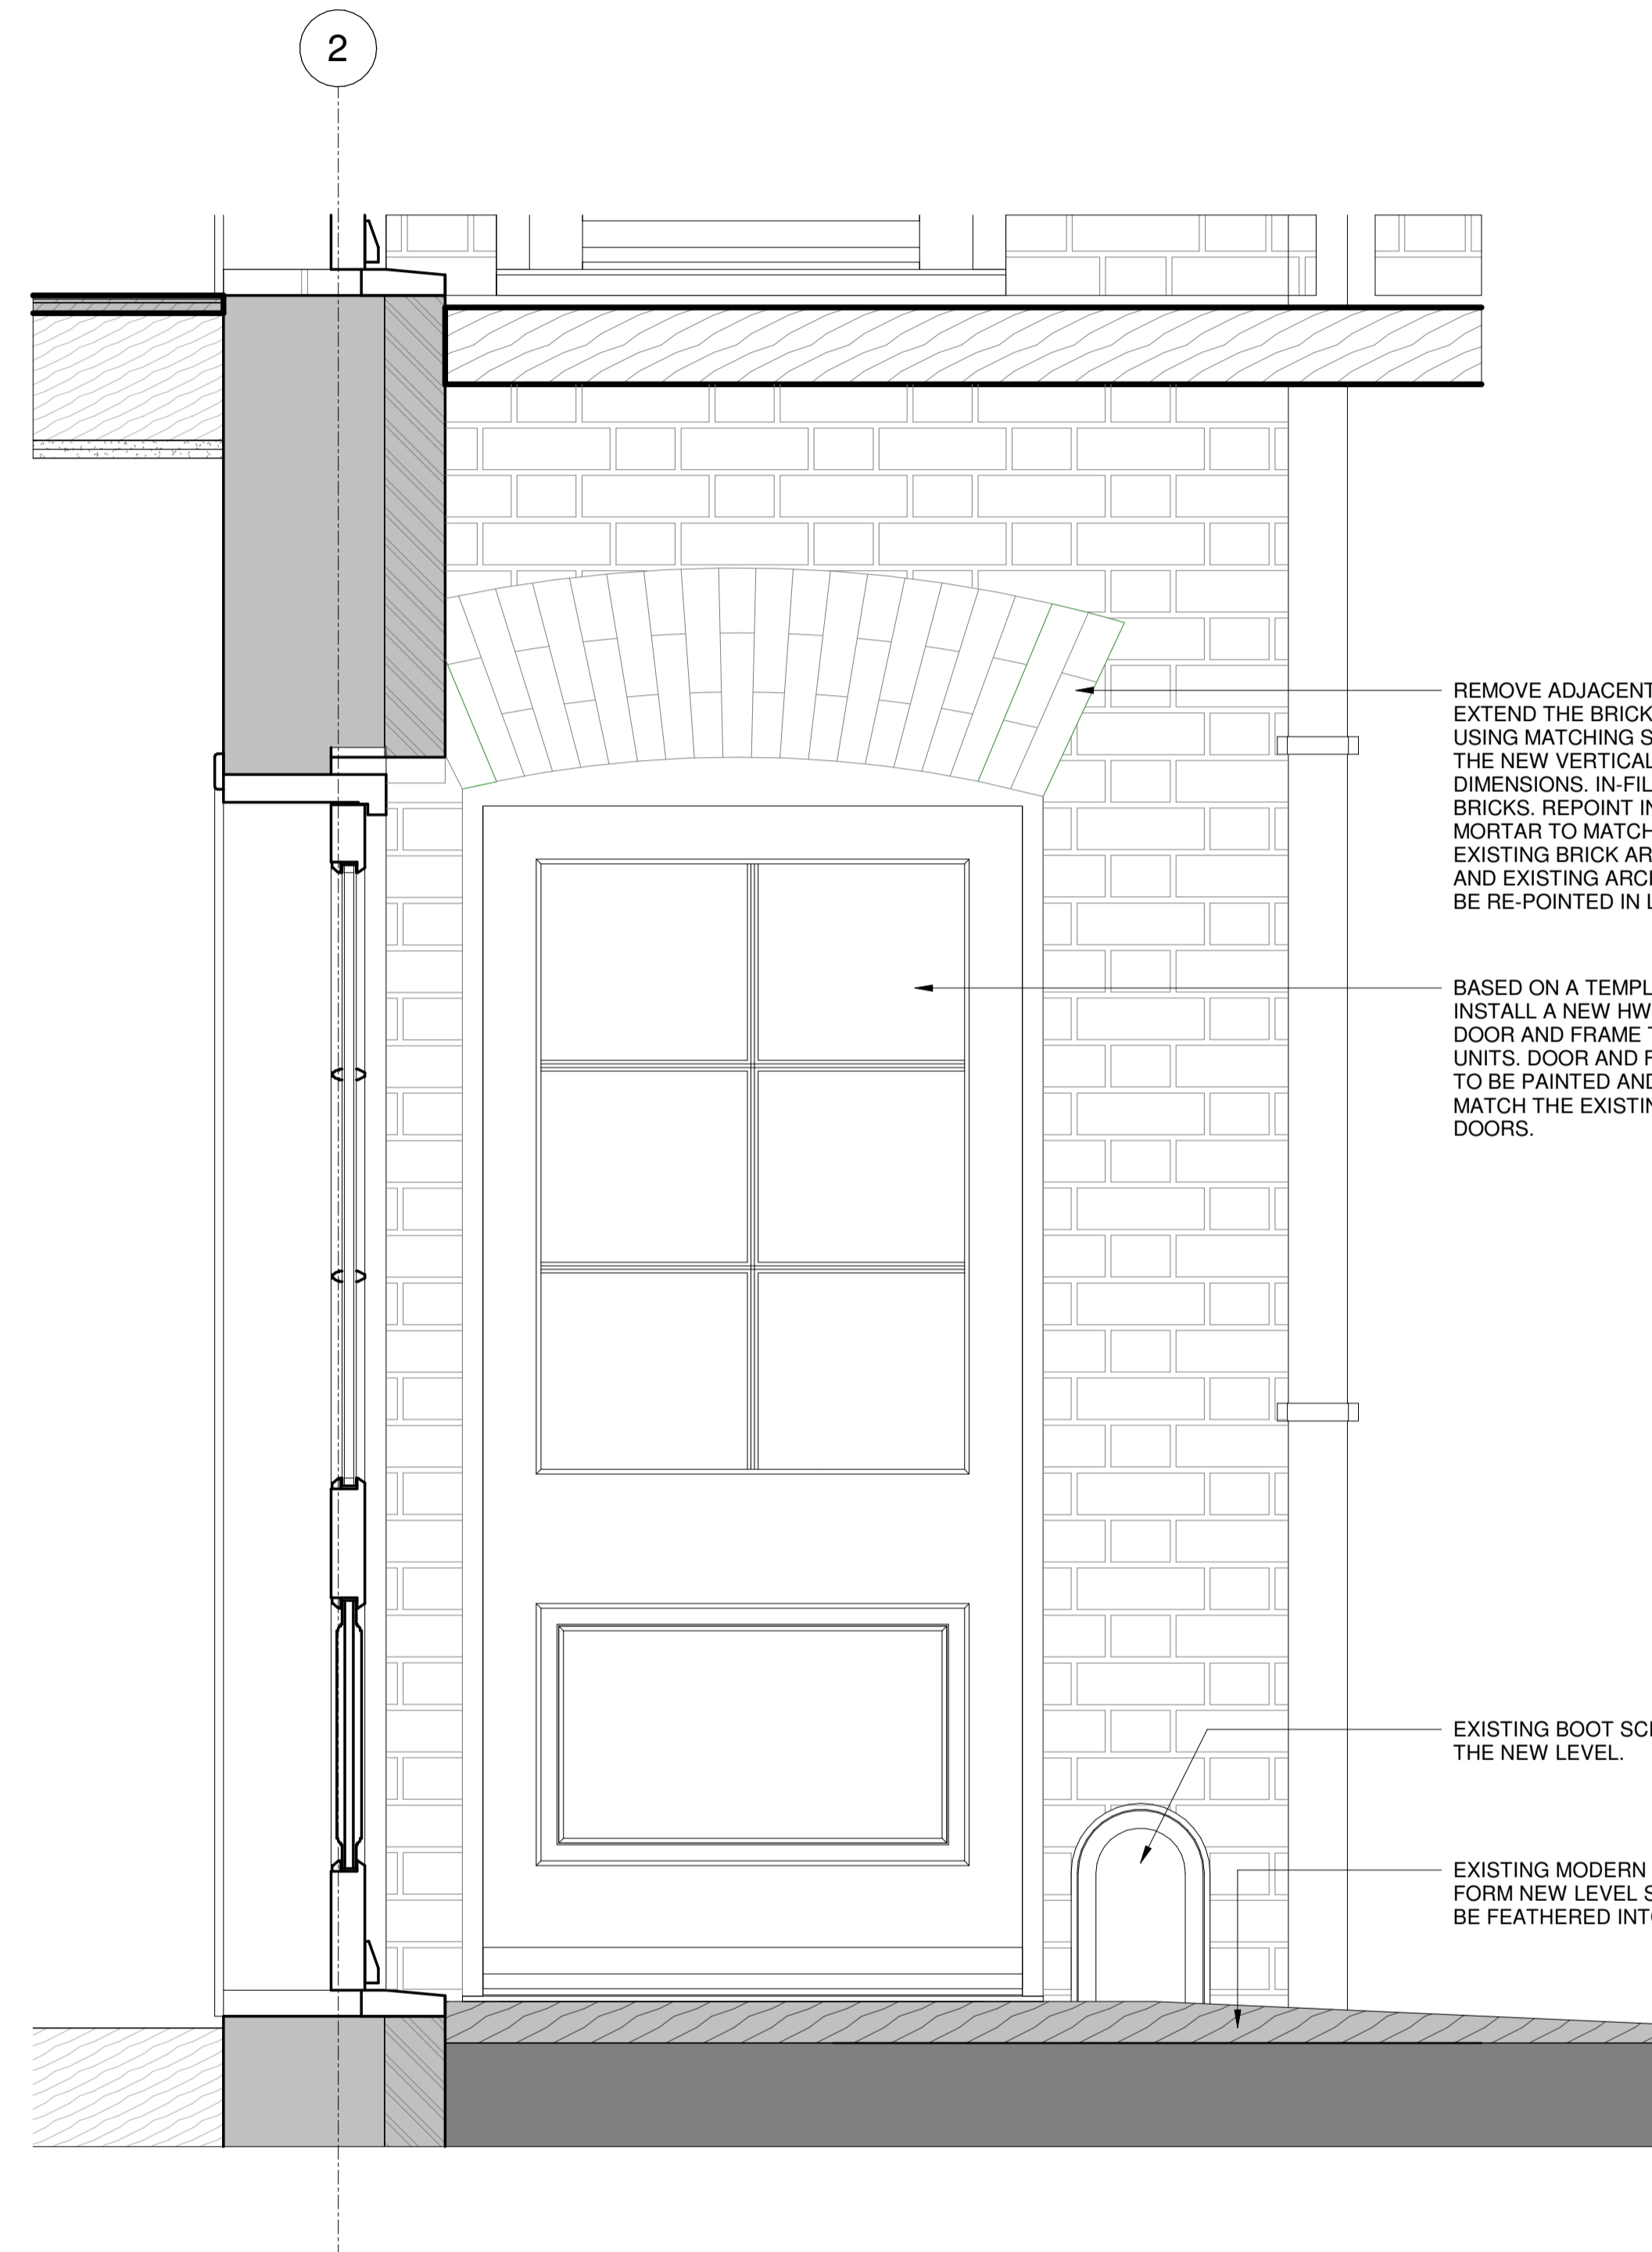 2
REMOVE ADJACENT
EXTEND THE BRICK
USING MATCHING S
THE NEW VERTICAL
DIMENSIONS. IN-FIL
BRICKS. REPOINT IN
MORTAR TO MATCH
EXISTING BRICK AR
AND EXISTING ARC
BE RE-POINTED IN L
BASED ON A TEMPL
INSTALL A NEW HW
DOOR AND FRAME T
UNITS. DOOR AND F
TO BE PAINTED AND
MATCH THE EXISTIN
DOORS.
EXISTING BOOT SC
THE NEW LEVEL.
EXISTING MODERN
FORM NEW LEVEL S
BE FEATHERED INTO